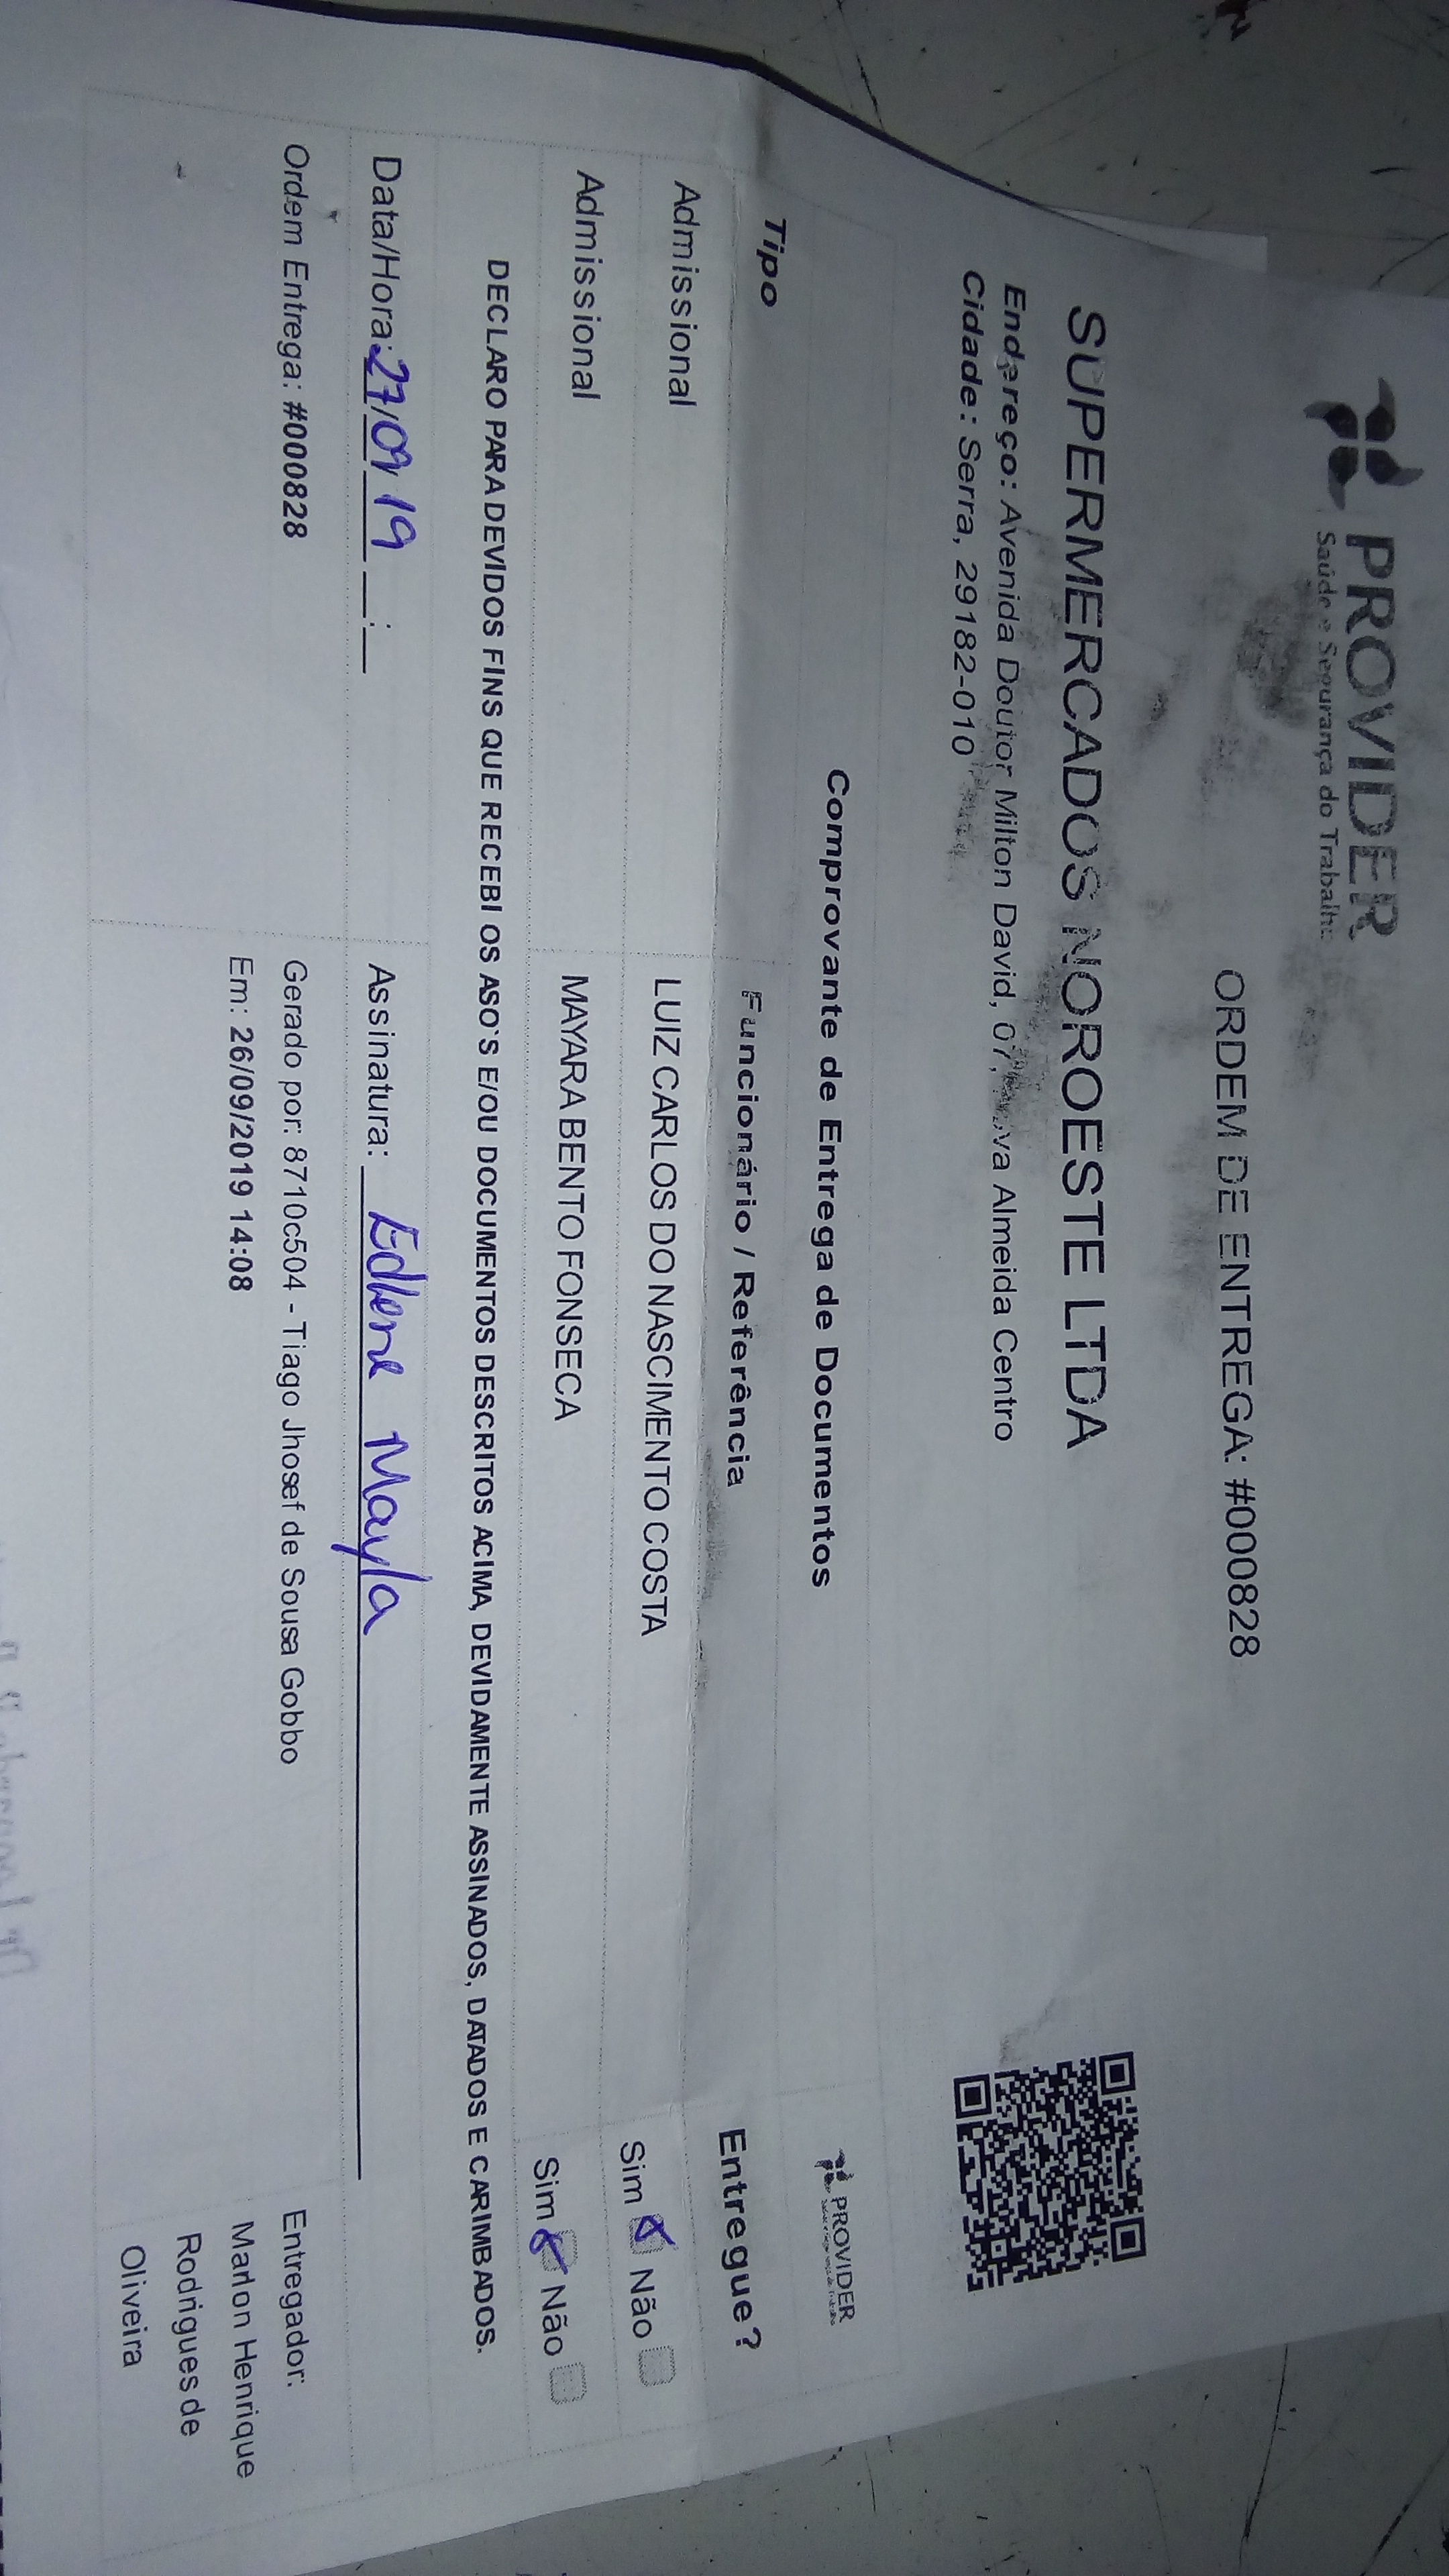 PROVIDER
Saúde e Segurança do Trabalho
ORDEM DE ENTREGA: #000828
SUPERMERCADOS NOROESTE LTDA
Endereço: Avenida Doutor Milton David, 07, Almeida Centro
Cidade: Serra, 29182-010
Comprovante de Entrega de Documentos
PROVIDER
Tipo Funcionário / Referência Entregue?
Admissional LUIZ CARLOS DO NASCIMENTO COSTA Sim Não
Admissional MAYARA BENTO FONSECA Sim Não
DECLARO PARA DEVIDOS FINS QUE RECEBI OS ASO`S E/OU DOCUMENTOS DESCRITOS ACIMA, DEVIDAMENTE ASSINADOS, DATADOS E CARIMBADOS.
Data/Hora: 27/09/19 __:__ Assinatura: Edlene Mayla
Ordem Entrega: #000828
Gerado por: 8710c504 - Tiago Jhosef de Sousa Gobbo
Em: 26/09/2019 14:08
Entregador:
Marlon Henrique
Rodrigues de
Oliveira